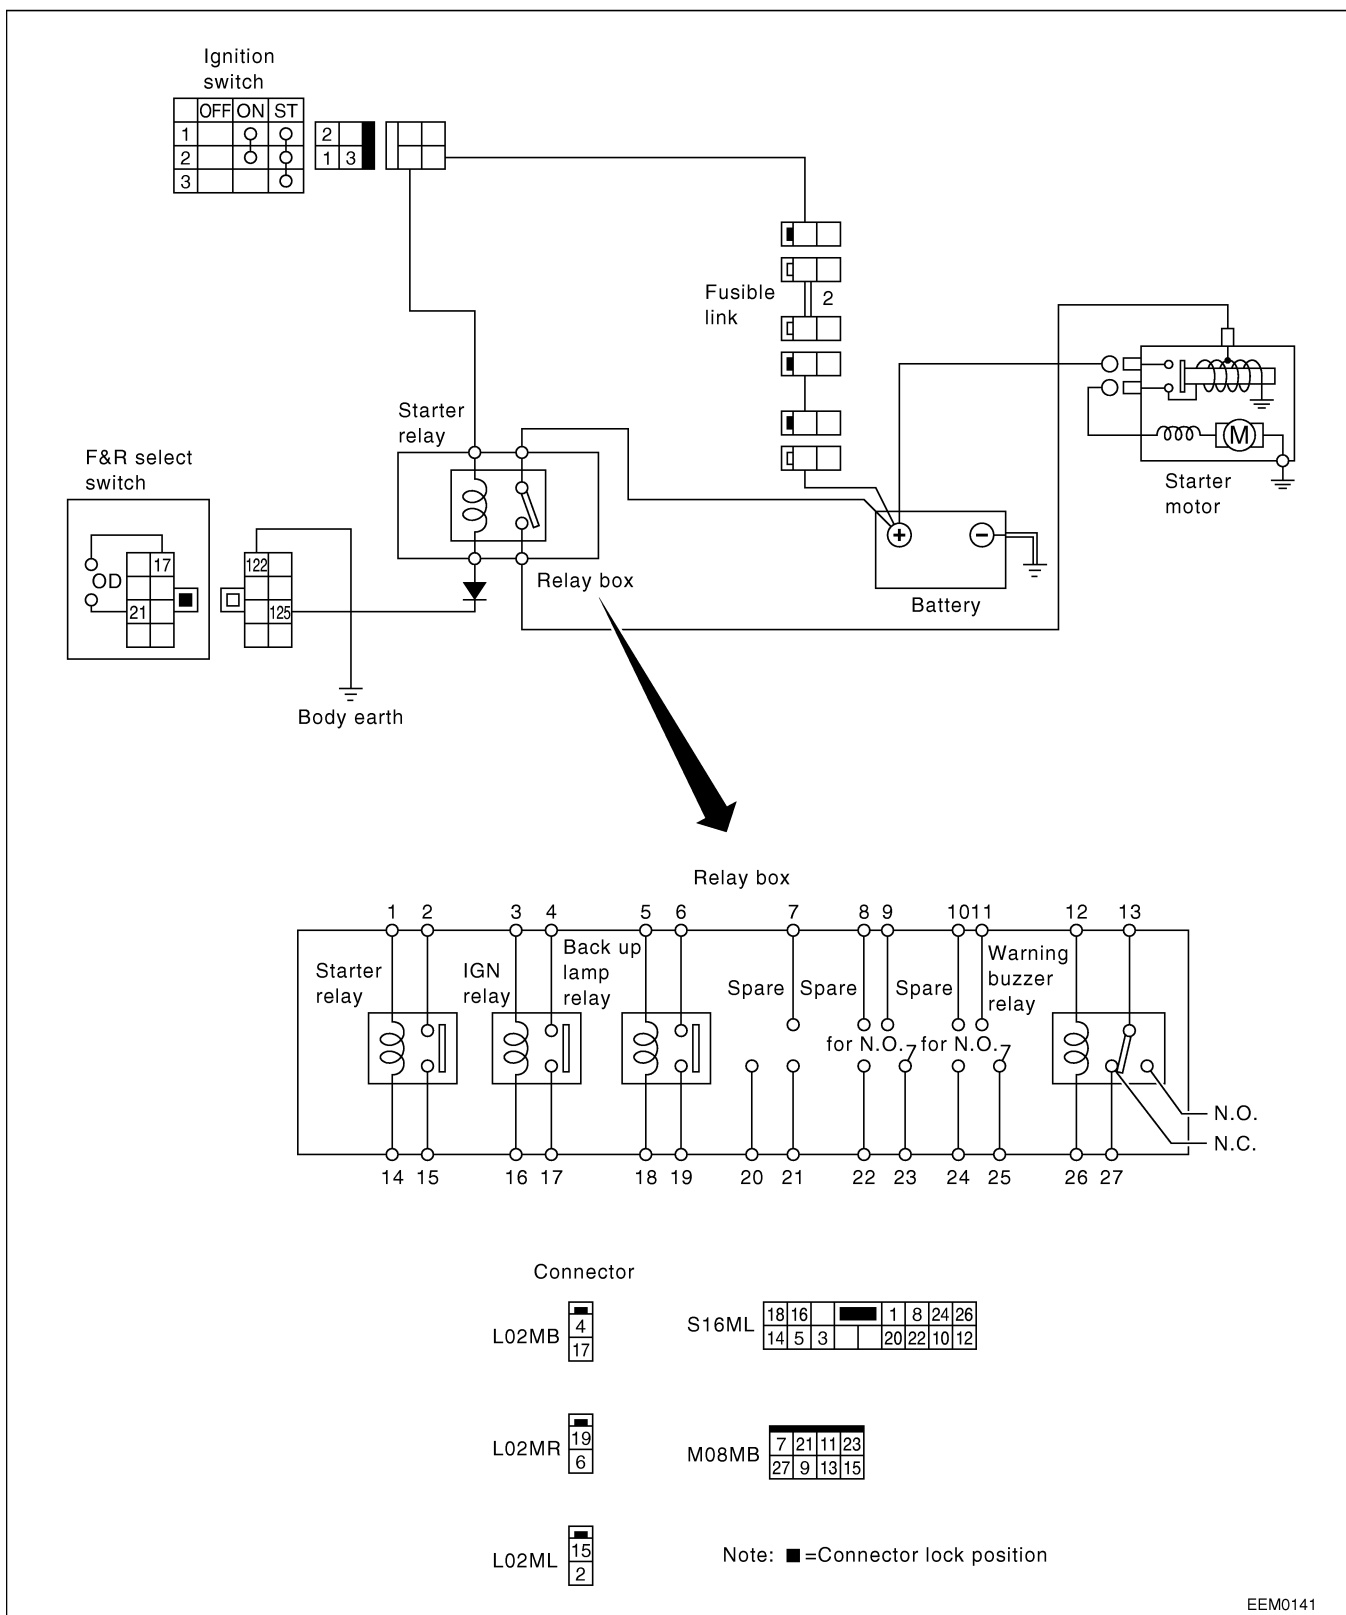 Ignition
switch
OFF ON ST
1
2
3
2
1 3
Fusible
link
2
Starter
relay
F&R select
switch
17
OD
21
122
125
Relay box
Body earth
+
−
Battery
M
Starter
motor
Relay box
1 2 3 4 5 6 7 8 9 10 11 12 13
Starter
relay
IGN
relay
Back up
lamp
relay
Spare
Spare
for N.O.
Spare
for N.O.
Warning
buzzer
relay
N.O.
N.C.
14 15 16 17 18 19 20 21 22 23 24 25 26 27
Connector
L02MB
4
17
S16ML
18 16 1 8 24 26
14 5 3 20 22 10 12
L02MR
19
6
M08MB
7 21 11 23
27 9 13 15
L02ML
15
2
Note: ■=Connector lock position
EEM0141